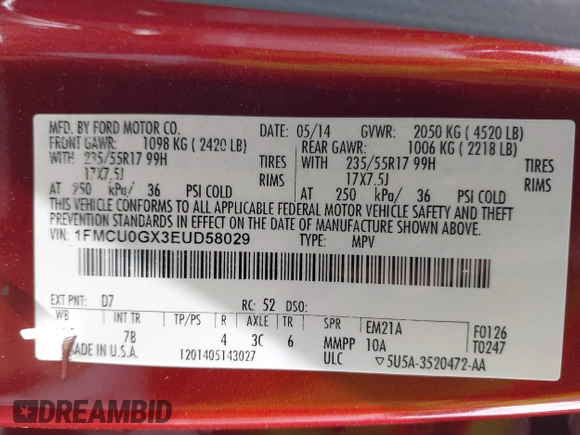 MFD. BY FORD MOTOR CO. DATE: 05/14 GVWR: 2050 KG ( 4520 LB)
FRONT GAWR: 1098 KG ( 2420 LB) REAR GAWR: 1006 KG ( 2218 LB)
WITH 235/55R17 99H TIRES WITH 235/55R17 99H TIRES
17X7.5J RIMS 17X7.5J RIMS
AT 250 kPa/ 36 PSI COLD AT 250 kPa/ 36 PSI COLD
THIS VEHICLE CONFORMS TO ALL APPLICABLE FEDERAL MOTOR VEHICLE SAFETY AND THEFT
PREVENTION STANDARDS IN EFFECT ON THE DATE OF MANUFACTURE SHOWN ABOVE.
VIN: 1FMCU0GX3EUD58029 TYPE: MPV
EXT PNT: D7 RC: 52 DSO:
WB INT TR TP/PS R AXLE TR SPR EM21A F0126
7B 4 3C 6 MMPP 10A T0247
MADE IN U.S.A. 1201405143027 ULC ▽5U5A-3520472-AA
DREAMBID